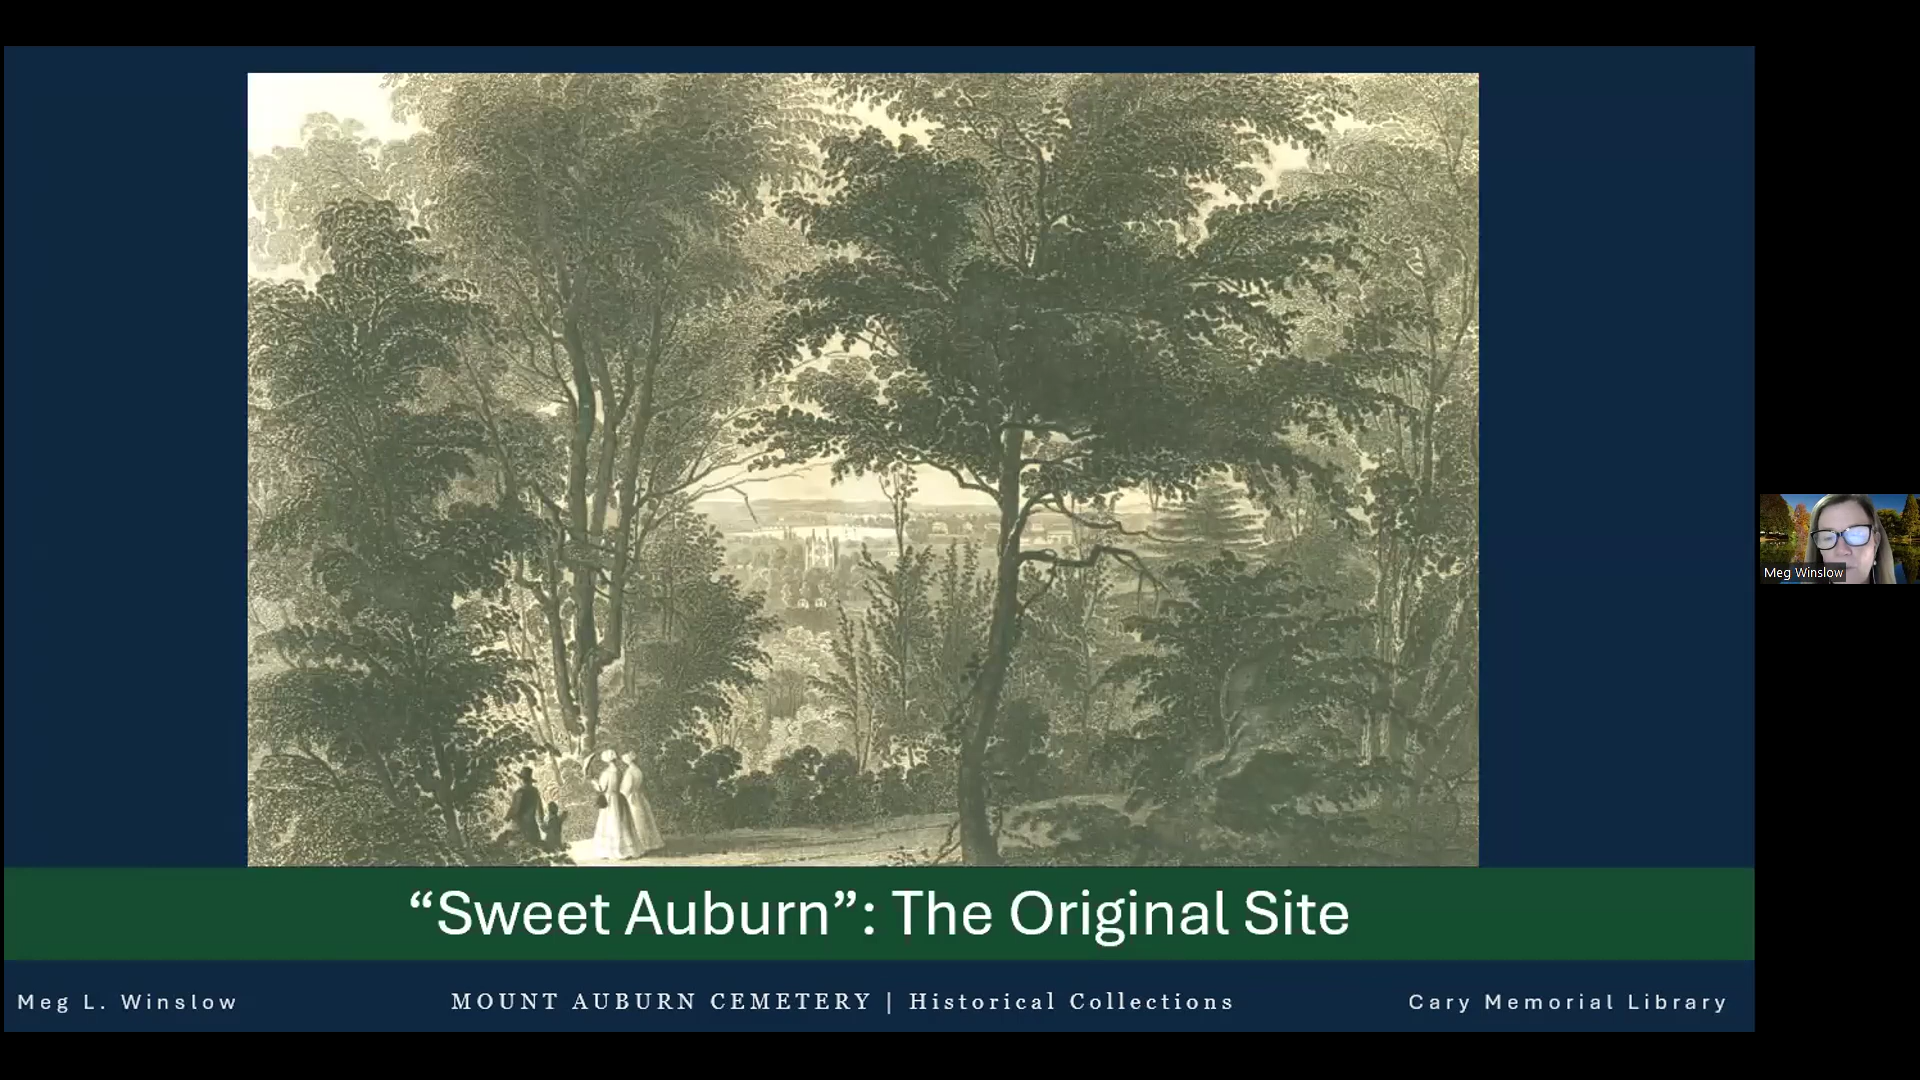 “Sweet Auburn”: The Original Site
Meg L. Winslow
MOUNT AUBURN CEMETERY | Historical Collections
Cary Memorial Library
Meg Winslow